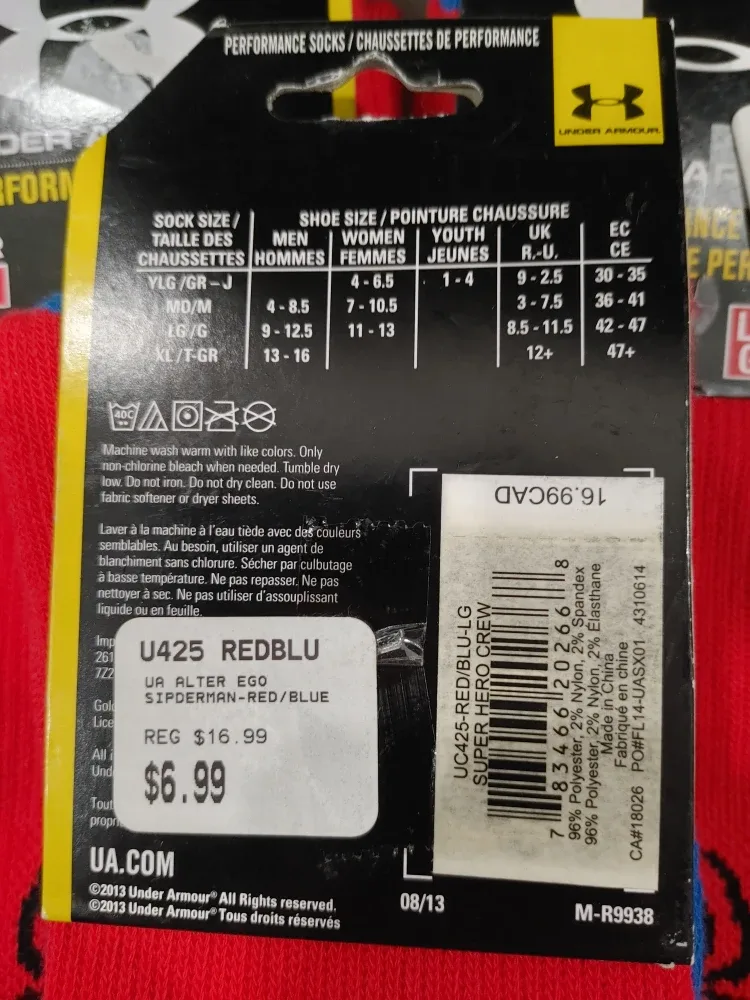 PERFORMANCE SOCKS / CHAUSSETTES DE PERFORMANCE
UNDER ARMOUR
SOCK SIZE / TAILLE DES CHAUSSETTES
SHOE SIZE / POINTURE CHAUSSURE
MEN HOMMES WOMEN FEMMES YOUTH JEUNES UK R.-U. EC CE
YLG /GR – J 4 - 6.5 1 - 4 9 - 2.5 30 - 35
MD/M 4 - 8.5 7 - 10.5 3 - 7.5 36 - 41
LG/G 9 - 12.5 11 - 13 8.5 - 11.5 42 - 47
XL/T-GR 13 - 16 12+ 47+
40C
Machine wash warm with like colors. Only
non-chlorine bleach when needed. Tumble dry
low. Do not iron. Do not dry clean. Do not use
fabric softener or dryer sheets.
Laver à la machine à l'eau tiède avec des couleurs
semblables. Au besoin, utiliser un agent de
blanchiment sans chlorure. Sécher par culbutage
à basse température. Ne pas repasser. Ne pas
nettoyer à sec. Ne pas utiliser d'assouplissant
liquide ou en feuille.
U425 REDBLU
UA ALTER EGO
SIPDERMAN-RED/BLUE
REG $16.99
$6.99
16.99CAD
UC425-RED/BLU-LG
SUPER HERO CREW
7 83466 20266 8
96% Polyester, 2% Nylon, 2% Spandex
96% Polyester, 2% Nylon, 2% Élasthane
Made in China
Fabriqué en chine
CA#18026 PO#FL14-UASX01 4310614
UA.COM
©2013 Under Armour® All Rights reserved.
©2013 Under Armour® Tous droits réservés
08/13
M-R9938